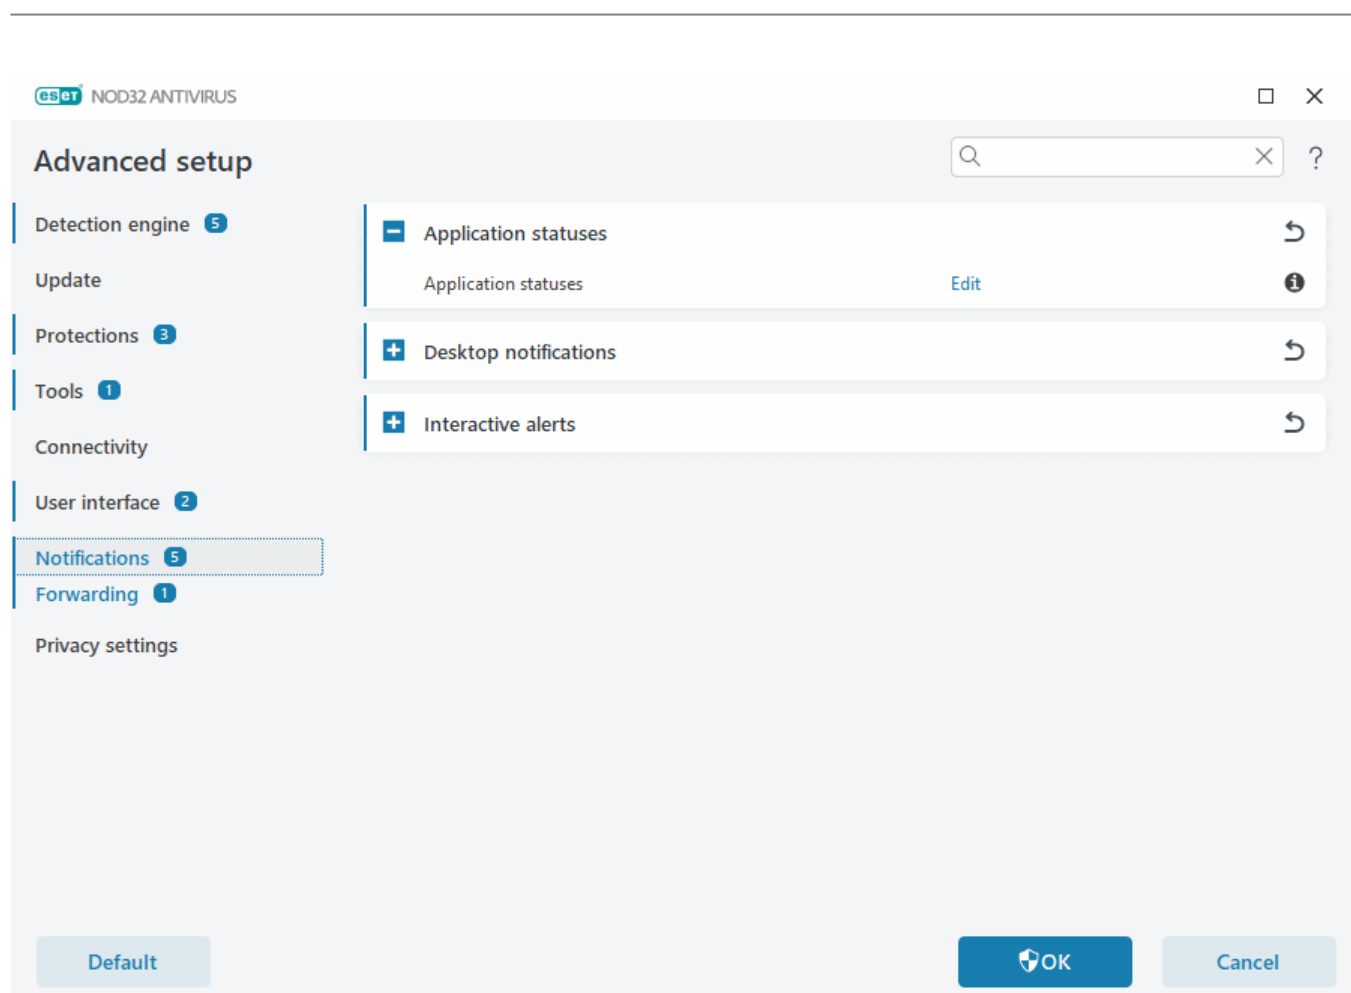 eset NOD32 ANTIVIRUS
Advanced setup
?
Detection engine 5
Update
Protections 3
Tools 1
Connectivity
User interface 2
Notifications 5
Forwarding 1
Privacy settings
Application statuses
Application statuses Edit
Desktop notifications
Interactive alerts
Default
OK
Cancel